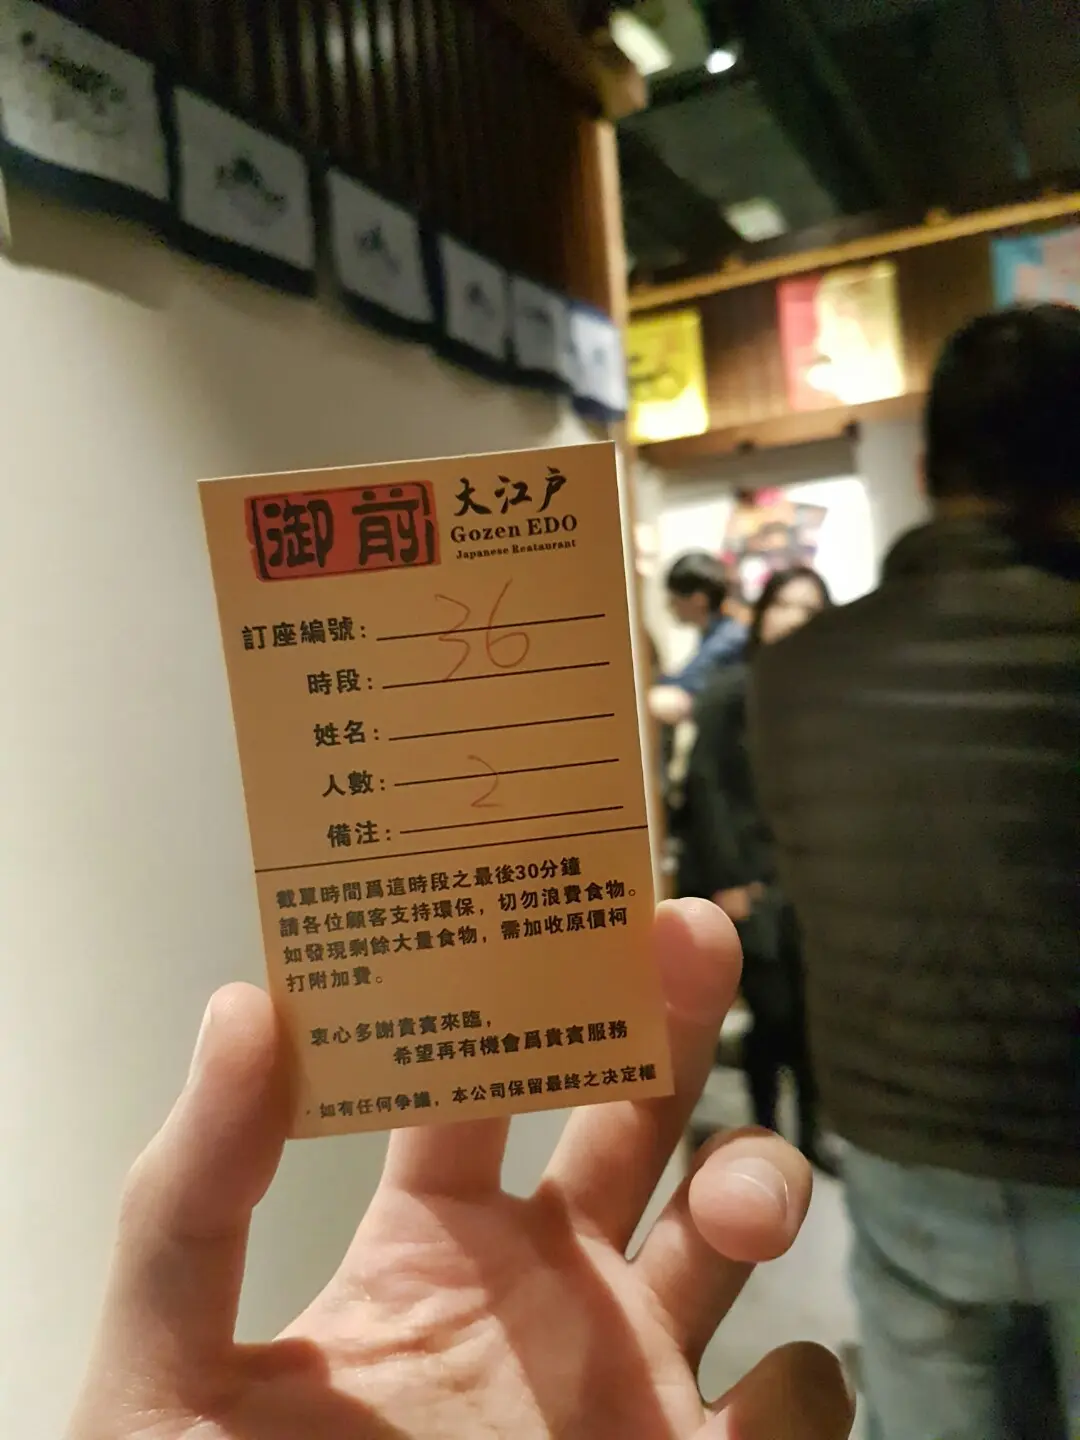 御前
大江戸
Gozen EDO
Japanese Restaurant
訂座編號: 36
時段:
姓名:
人數: 2
備注:
截單時間爲這時段之最後30分鐘
請各位顧客支持環保，切勿浪費食物。
如發現剩餘大量食物，需加收原價柯
打附加費。
衷心多謝貴賓來臨，
希望再有機會爲貴賓服務
·如有任何争議，本公司保留最終之决定權